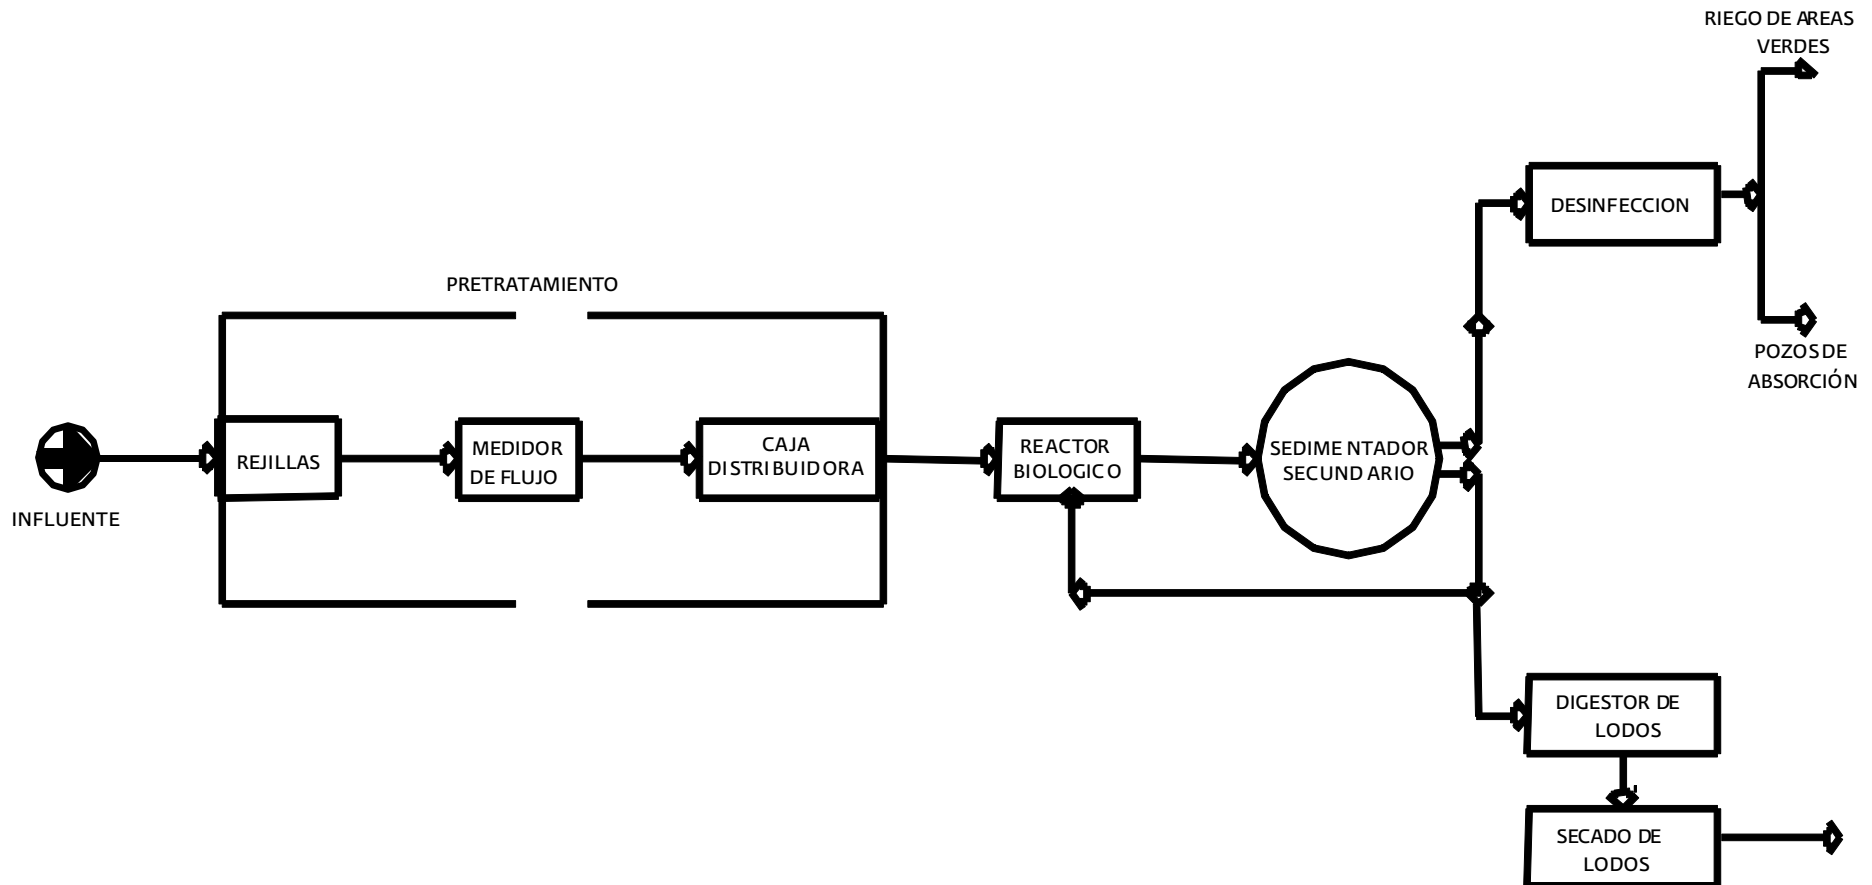 RIEGO DE AREAS
VERDES
DESINFECCION
POZOS DE
ABSORCIÓN
PRETRATAMIENTO
INFLUENTE
REJILLAS
MEDIDOR
DE FLUJO
CAJA
DISTRIBUIDORA
REACTOR
BIOLOGICO
SEDIMENTADOR
SECUNDARIO
DIGESTOR DE
LODOS
SECADO DE
LODOS